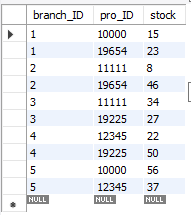 branch_ID pro_ID stock
1 10000 15
1 19654 23
2 11111 8
2 19654 46
3 11111 34
3 19225 27
4 12345 22
4 19225 50
5 10000 56
5 12345 37
NULL NULL NULL